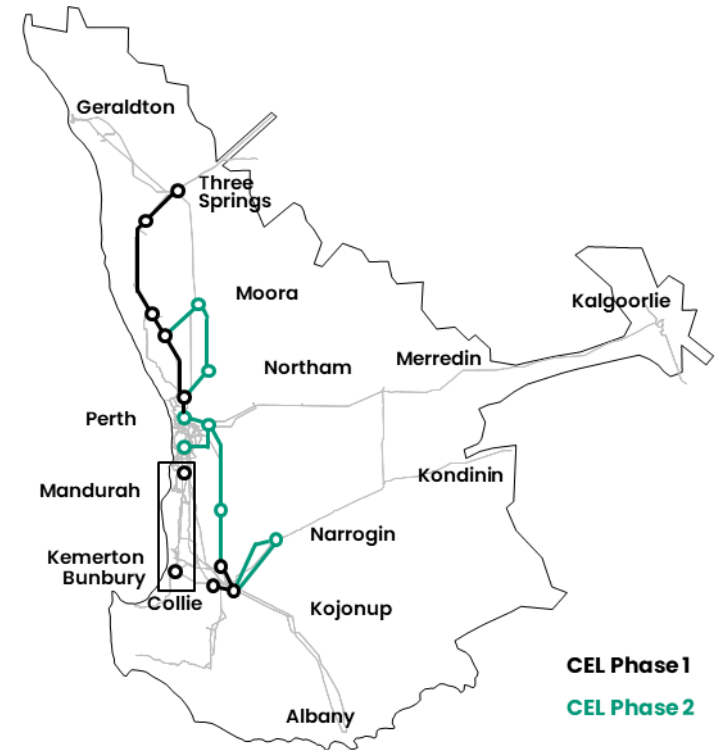 Geraldton
Three
Springs
Moora
Kalgoorlie
Merredin
Northam
Perth
Kondinin
Mandurah
Narrogin
Kemerton
Bunbury
Collie
Kojonup
CEL Phase 1
CEL Phase 2
Albany